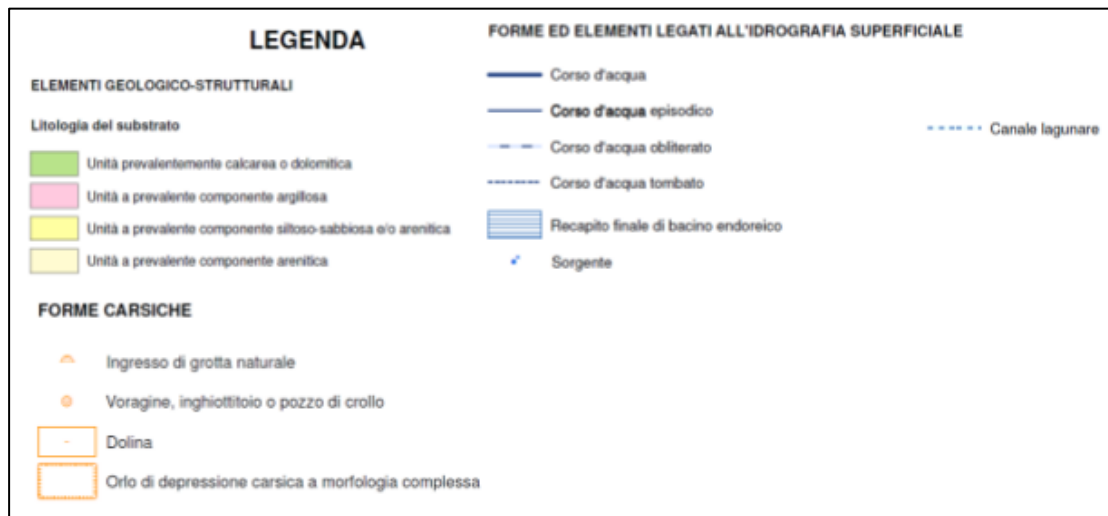 LEGENDA
ELEMENTI GEOLOGICO-STRUTTURALI
Litologia del substrato
Unità prevalentemente calcarea o dolomitica
Unità a prevalente componente argillosa
Unità a prevalente componente siltoso-sabbiosa e/o arenitica
Unità a prevalente componente arenitica
FORME ED ELEMENTI LEGATI ALL'IDROGRAFIA SUPERFICIALE
Corso d'acqua
Corso d'acqua episodico
Corso d'acqua obliterato
Corso d'acqua tombato
Recapito finale di bacino endoreico
Sorgente
Canale lagunare
FORME CARSICHE
Ingresso di grotta naturale
Voragine, inghiottitoio o pozzo di crollo
Dolina
Orlo di depressione carsica a morfologia complessa